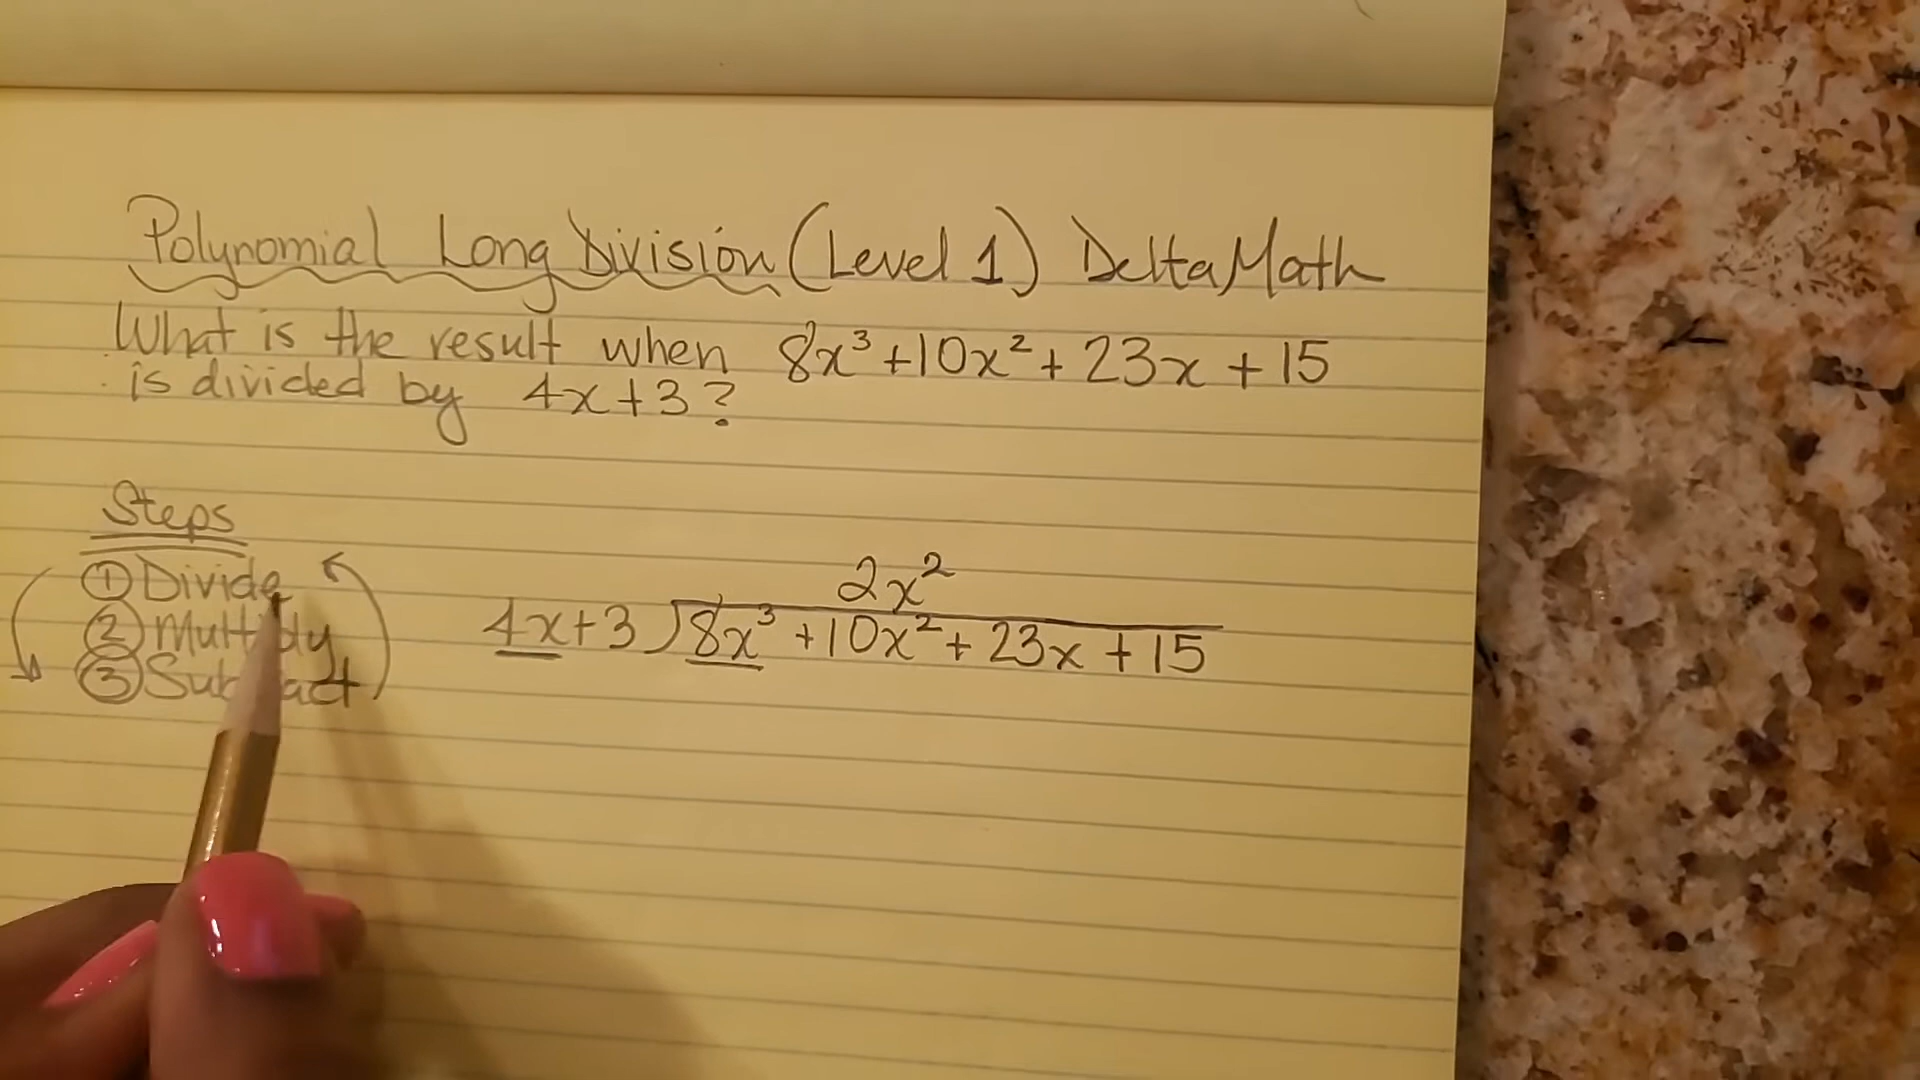 Polynomial Long Division (Level 1) DeltaMath
What is the result when 8x³ + 10x² + 23x + 15
is divided by 4x + 3?
Steps
① Divide
② Multiply
③ Subtract
2x²
4x + 3 ) 8x³ + 10x² + 23x + 15